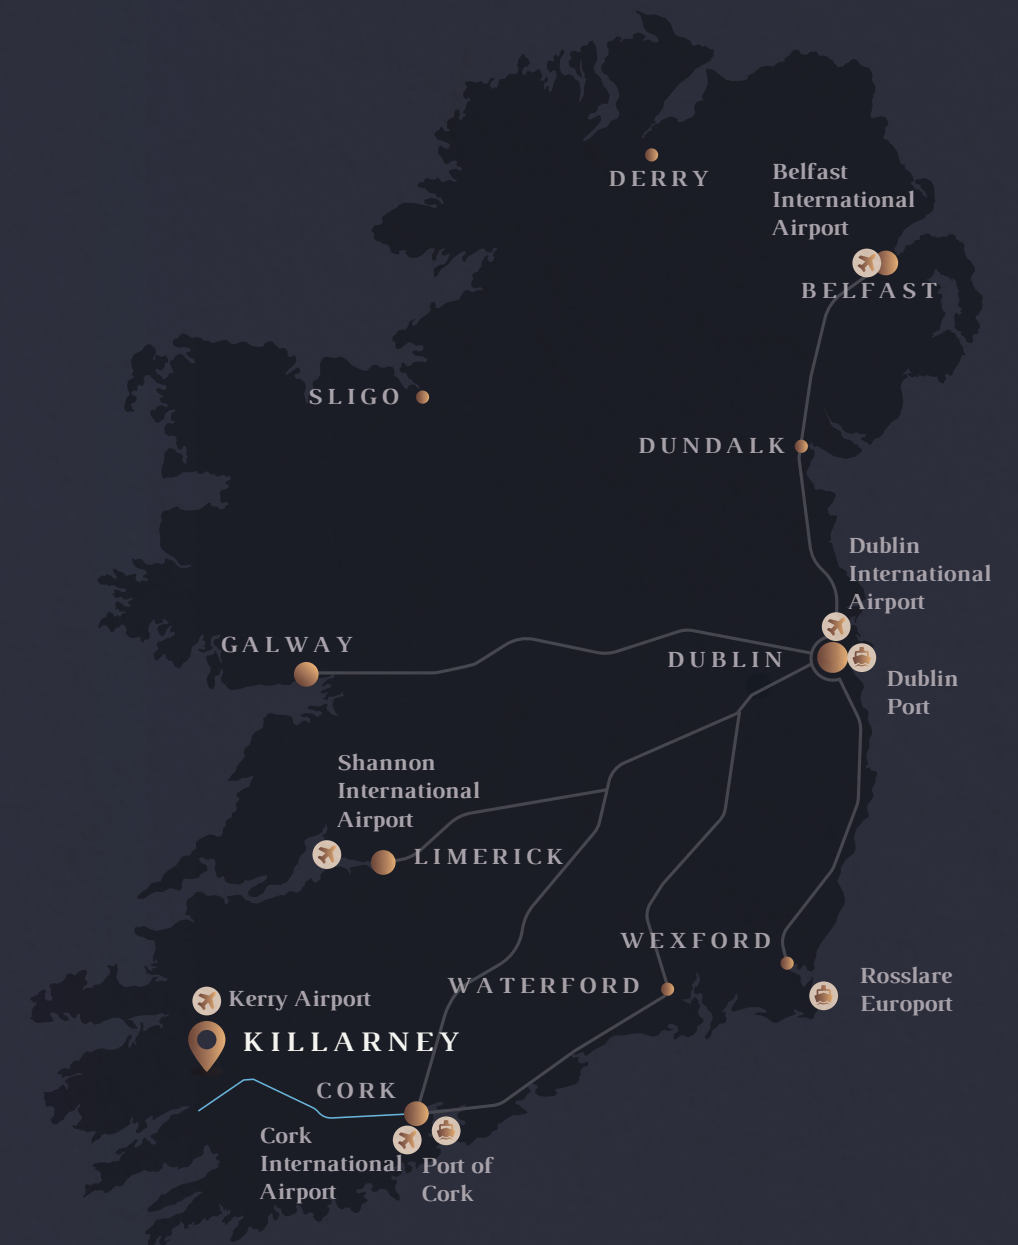 DERRY
Belfast
International
Airport
BELFAST
SLIGO
DUNDALK
Dublin
International
Airport
GALWAY
DUBLIN
Dublin
Port
Shannon
International
Airport
LIMERICK
WEXFORD
WATERFORD
Rosslare
Europort
Kerry Airport
KILLARNEY
CORK
Cork
International
Airport
Port of
Cork